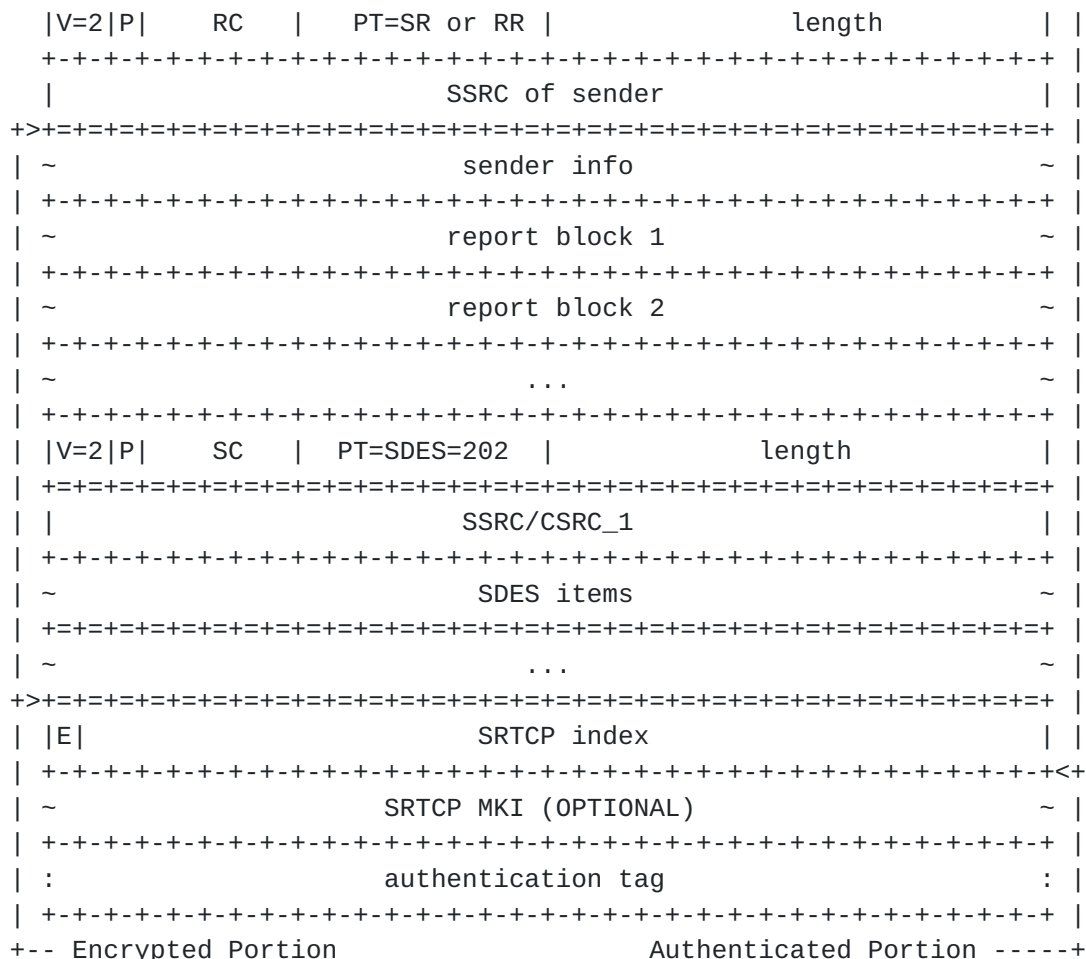 |V=2|P|    RC   |   PT=SR or RR |               length          | |
+-+-+-+-+-+-+-+-+-+-+-+-+-+-+-+-+-+-+-+-+-+-+-+-+-+-+-+-+-+-+-+-+ |
|                         SSRC of sender                        | |
+>+=+=+=+=+=+=+=+=+=+=+=+=+=+=+=+=+=+=+=+=+=+=+=+=+=+=+=+=+=+=+=+=+ |
| ~                          sender info                          ~ |
| +-+-+-+-+-+-+-+-+-+-+-+-+-+-+-+-+-+-+-+-+-+-+-+-+-+-+-+-+-+-+-+-+ |
| ~                         report block 1                        ~ |
| +-+-+-+-+-+-+-+-+-+-+-+-+-+-+-+-+-+-+-+-+-+-+-+-+-+-+-+-+-+-+-+-+ |
| ~                         report block 2                        ~ |
| +-+-+-+-+-+-+-+-+-+-+-+-+-+-+-+-+-+-+-+-+-+-+-+-+-+-+-+-+-+-+-+-+ |
| ~                              ...                              ~ |
| +-+-+-+-+-+-+-+-+-+-+-+-+-+-+-+-+-+-+-+-+-+-+-+-+-+-+-+-+-+-+-+-+ |
| |V=2|P|    SC   |  PT=SDES=202  |             length            | |
| +=+=+=+=+=+=+=+=+=+=+=+=+=+=+=+=+=+=+=+=+=+=+=+=+=+=+=+=+=+=+=+=+ |
| |                          SSRC/CSRC_1                          | |
| +-+-+-+-+-+-+-+-+-+-+-+-+-+-+-+-+-+-+-+-+-+-+-+-+-+-+-+-+-+-+-+-+ |
| ~                           SDES items                          ~ |
| +=+=+=+=+=+=+=+=+=+=+=+=+=+=+=+=+=+=+=+=+=+=+=+=+=+=+=+=+=+=+=+=+ |
| ~                              ...                              ~ |
+>+=+=+=+=+=+=+=+=+=+=+=+=+=+=+=+=+=+=+=+=+=+=+=+=+=+=+=+=+=+=+=+=+ |
| |E|                         SRTCP index                         | |
| +-+-+-+-+-+-+-+-+-+-+-+-+-+-+-+-+-+-+-+-+-+-+-+-+-+-+-+-+-+-+-+-+<+
| ~                     SRTCP MKI (OPTIONAL)                      ~ |
| +-+-+-+-+-+-+-+-+-+-+-+-+-+-+-+-+-+-+-+-+-+-+-+-+-+-+-+-+-+-+-+-+ |
| :                     authentication tag                        : |
| +-+-+-+-+-+-+-+-+-+-+-+-+-+-+-+-+-+-+-+-+-+-+-+-+-+-+-+-+-+-+-+-+ |
+-- Encrypted Portion                    Authenticated Portion -----+